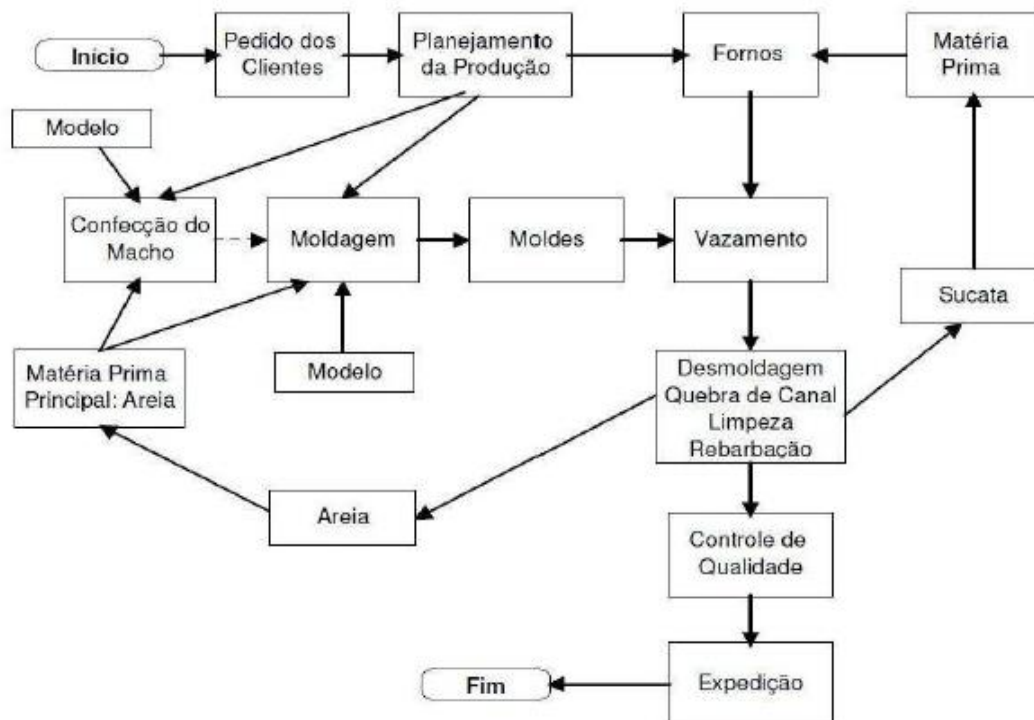 Início
Pedido dos
Clientes
Planejamento
da Produção
Fornos
Matéria
Prima
Modelo
Confecção do
Macho
Moldagem
Moldes
Vazamento
Sucata
Matéria Prima
Principal: Areia
Modelo
Desmoldagem
Quebra de Canal
Limpeza
Rebarbação
Areia
Controle de
Qualidade
Fim
Expedição